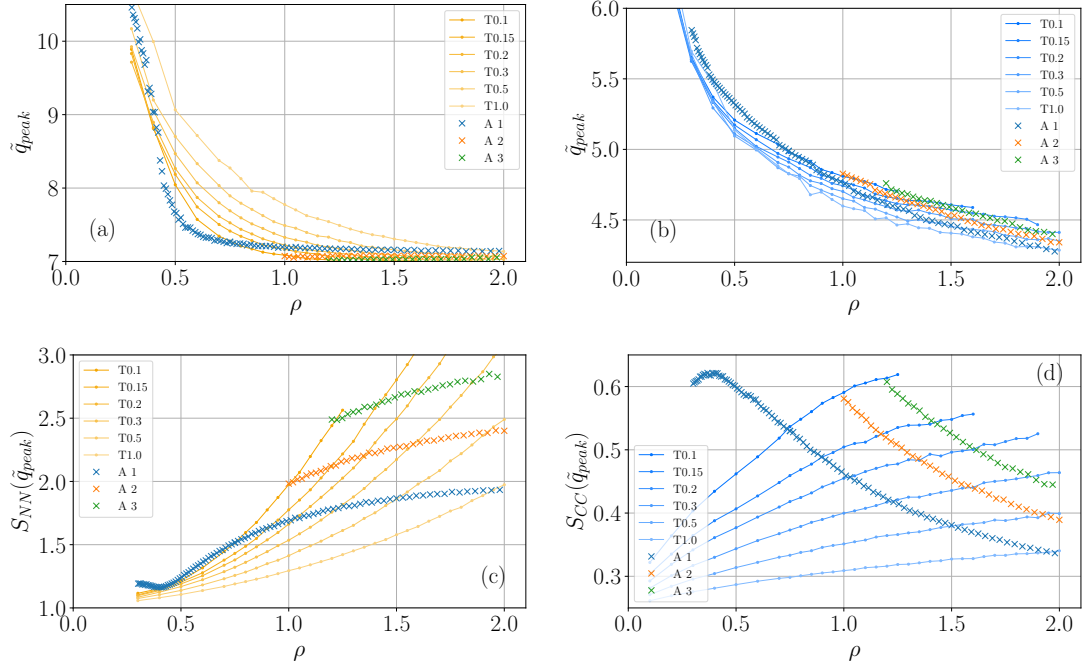 10
9
8
7
0.0
0.5
1.0
1.5
2.0
q̃peak
ρ
(a)
T0.1
T0.15
T0.2
T0.3
T0.5
T1.0
A 1
A 2
A 3
6.0
5.5
5.0
4.5
0.0
0.5
1.0
1.5
2.0
q̃peak
ρ
(b)
T0.1
T0.15
T0.2
T0.3
T0.5
T1.0
A 1
A 2
A 3
3.0
2.5
2.0
1.5
1.0
0.0
0.5
1.0
1.5
2.0
SNN(q̃peak)
ρ
(c)
T0.1
T0.15
T0.2
T0.3
T0.5
T1.0
A 1
A 2
A 3
0.6
0.5
0.4
0.3
0.0
0.5
1.0
1.5
2.0
SCC(q̃peak)
ρ
(d)
T0.1
T0.15
T0.2
T0.3
T0.5
T1.0
A 1
A 2
A 3